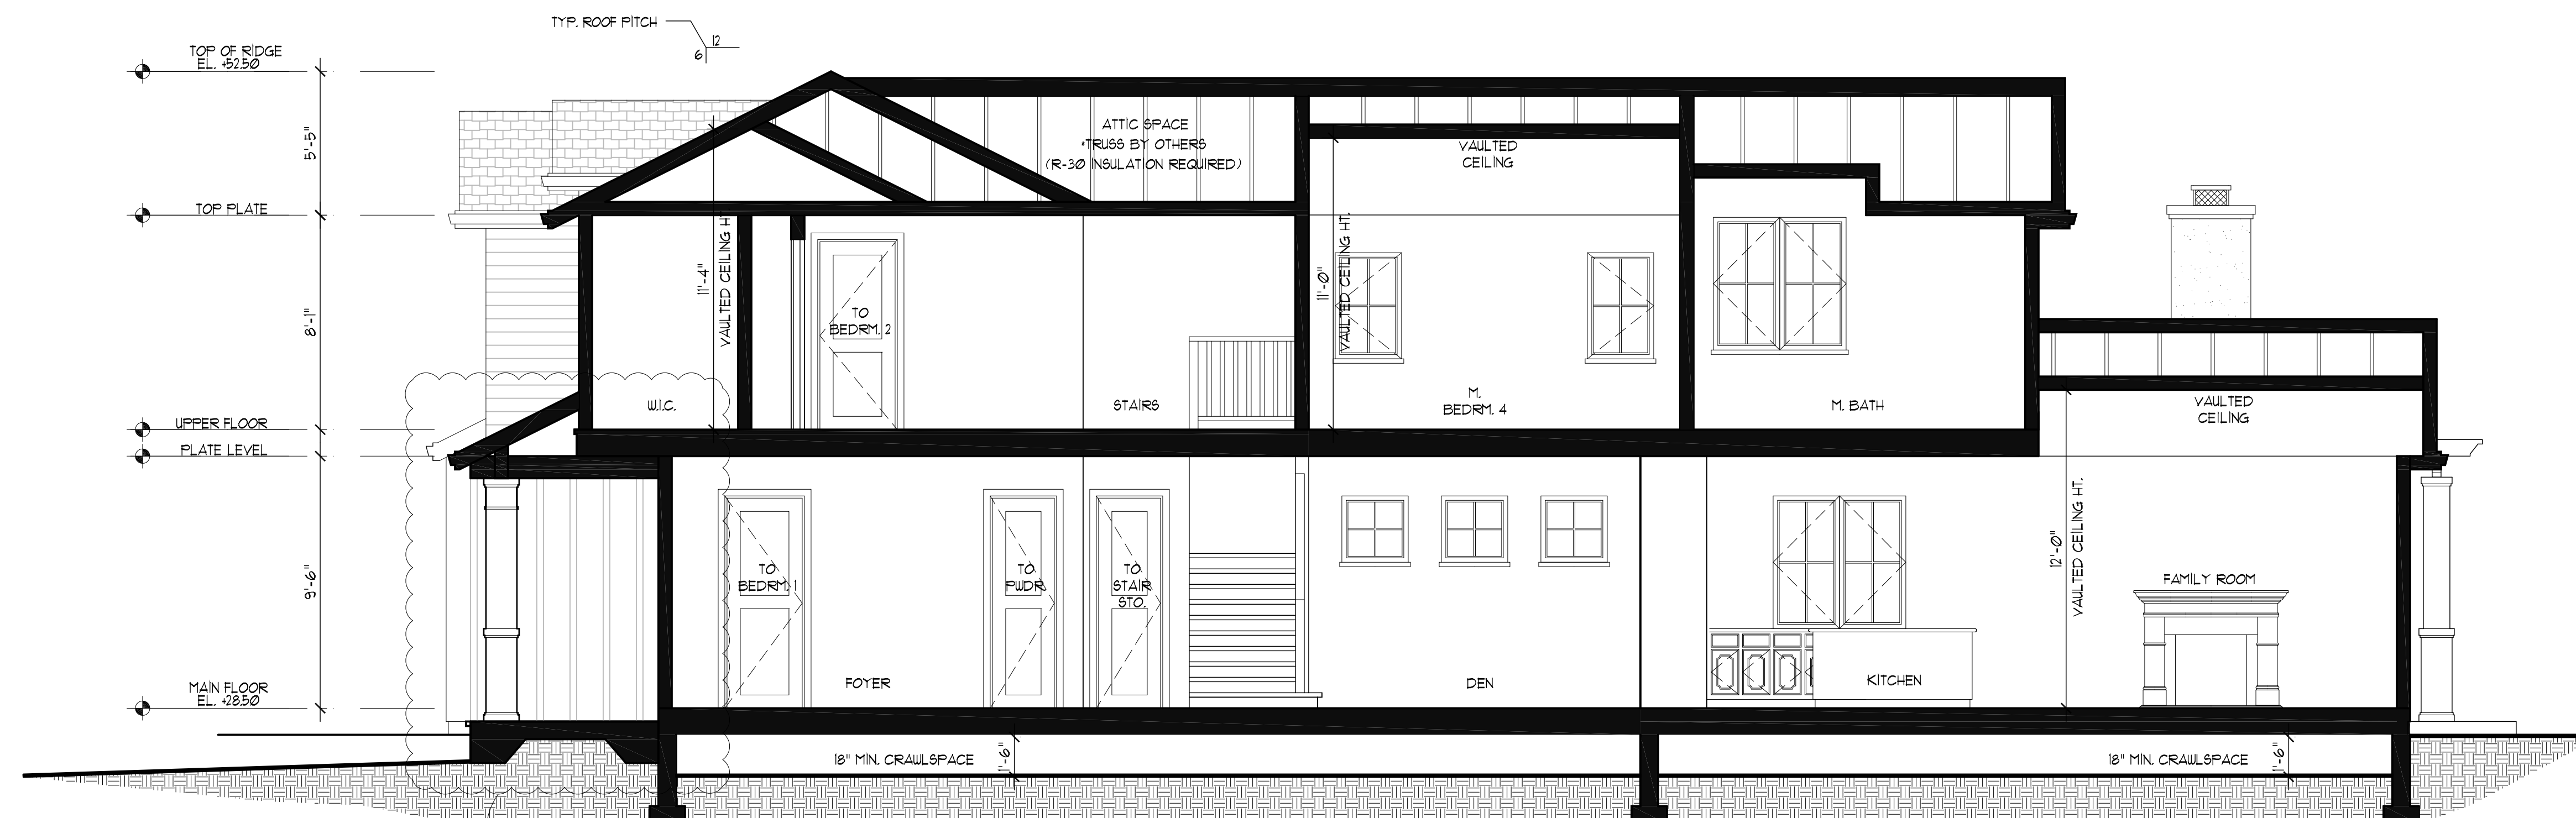 TYP. ROOF PITCH
12
6
TOP OF RIDGE
EL. +52.50
5'-5"
TOP PLATE
8'-1"
UPPER FLOOR
PLATE LEVEL
9'-6"
MAIN FLOOR
EL. +28.50
ATTIC SPACE
*TRUSS BY OTHERS
(R-30 INSULATION REQUIRED)
VAULTED
CEILING
11'-4"
VAULTED CEILING HT.
TO
BEDRM. 2
W.I.C.
STAIRS
11'-0"
VAULTED CEILING HT.
M.
BEDRM. 4
M. BATH
VAULTED
CEILING
TO
BEDRM. 1
FOYER
TO
PWDR.
TO
STAIR
STO.
DEN
KITCHEN
12'-0"
VAULTED CEILING HT.
FAMILY ROOM
18" MIN. CRAWLSPACE
1'-6"
18" MIN. CRAWLSPACE
1'-6"